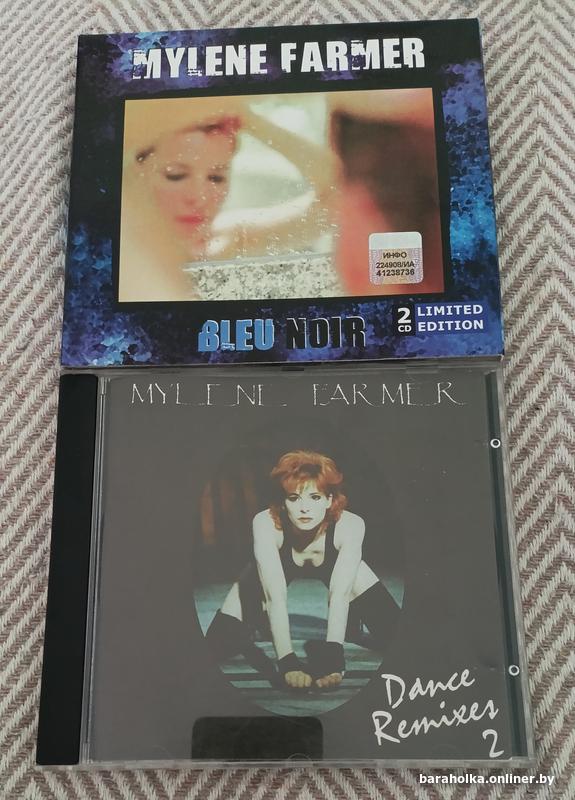 MYLENE FARMER
ИНФО
224908/ИА
41238736
BLEU NOIR
2 CD
LIMITED
EDITION
MYLENE FARMER
Dance
Remixes
2
baraholka.onliner.by